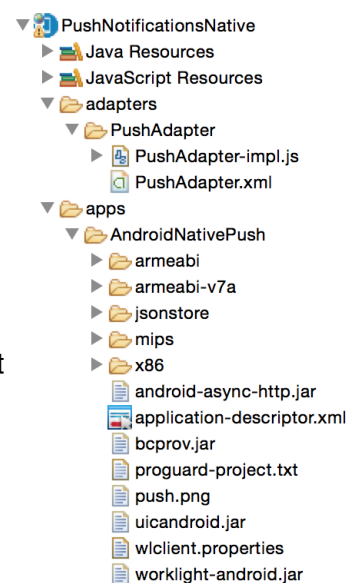 PushNotificationsNative
Java Resources
JavaScript Resources
adapters
PushAdapter
PushAdapter-impl.js
PushAdapter.xml
apps
AndroidNativePush
armeabi
armeabi-v7a
jsonstore
mips
t
x86
android-async-http.jar
application-descriptor.xml
bcprov.jar
proguard-project.txt
push.png
uicandroid.jar
wlclient.properties
worklight-android.jar